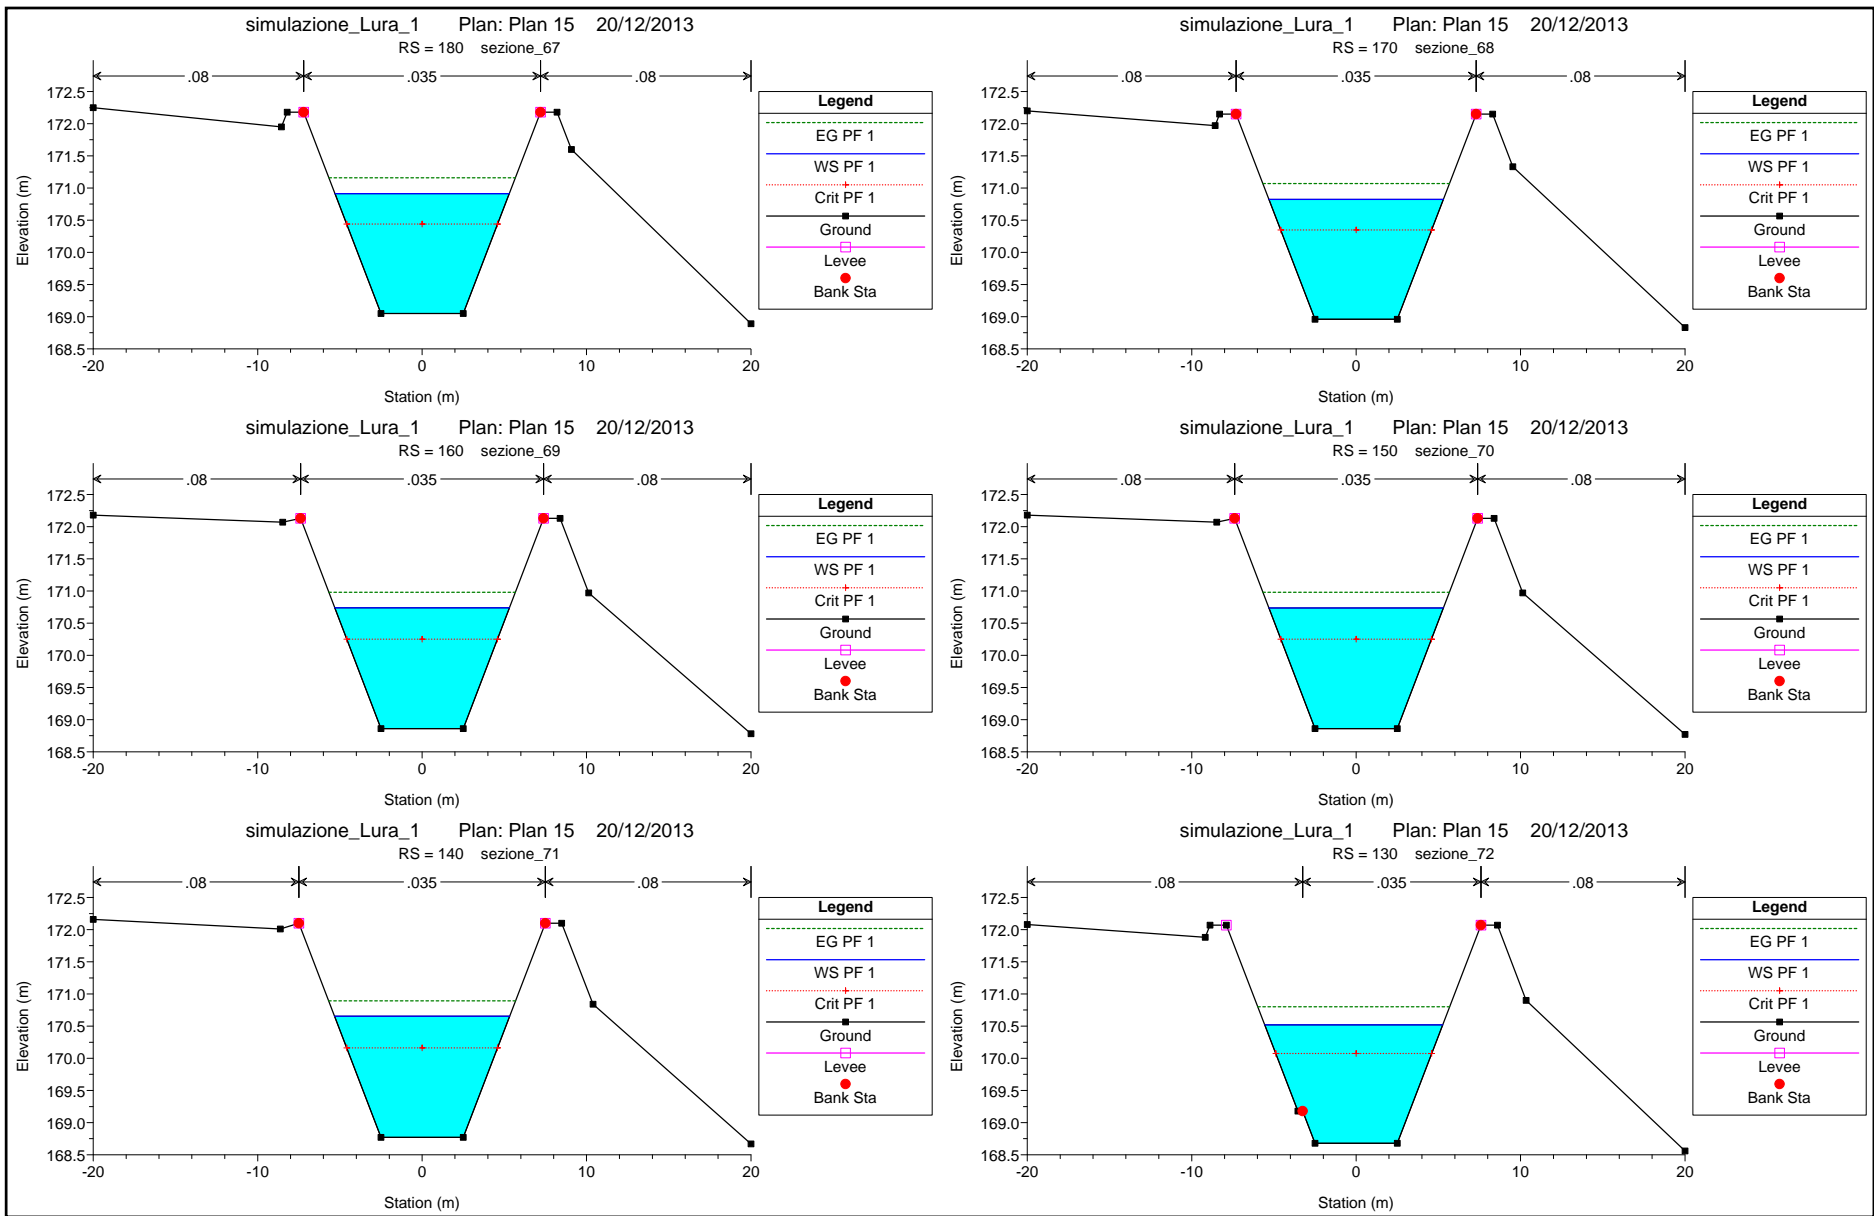 simulazione_Lura_1 Plan: Plan 15 20/12/2013
RS = 180 sezione_67
.08 .035 .08
172.5
172.0
171.5
171.0
170.5
170.0
169.5
169.0
168.5
Elevation (m)
-20 -10 0 10 20
Station (m)
Legend
EG PF 1
WS PF 1
Crit PF 1
Ground
Levee
Bank Sta
simulazione_Lura_1 Plan: Plan 15 20/12/2013
RS = 170 sezione_68
.08 .035 .08
172.5
172.0
171.5
171.0
170.5
170.0
169.5
169.0
168.5
Elevation (m)
-20 -10 0 10 20
Station (m)
Legend
EG PF 1
WS PF 1
Crit PF 1
Ground
Levee
Bank Sta
simulazione_Lura_1 Plan: Plan 15 20/12/2013
RS = 160 sezione_69
.08 .035 .08
172.5
172.0
171.5
171.0
170.5
170.0
169.5
169.0
168.5
Elevation (m)
-20 -10 0 10 20
Station (m)
Legend
EG PF 1
WS PF 1
Crit PF 1
Ground
Levee
Bank Sta
simulazione_Lura_1 Plan: Plan 15 20/12/2013
RS = 150 sezione_70
.08 .035 .08
172.5
172.0
171.5
171.0
170.5
170.0
169.5
169.0
168.5
Elevation (m)
-20 -10 0 10 20
Station (m)
Legend
EG PF 1
WS PF 1
Crit PF 1
Ground
Levee
Bank Sta
simulazione_Lura_1 Plan: Plan 15 20/12/2013
RS = 140 sezione_71
.08 .035 .08
172.5
172.0
171.5
171.0
170.5
170.0
169.5
169.0
168.5
Elevation (m)
-20 -10 0 10 20
Station (m)
Legend
EG PF 1
WS PF 1
Crit PF 1
Ground
Levee
Bank Sta
simulazione_Lura_1 Plan: Plan 15 20/12/2013
RS = 130 sezione_72
.08 .035 .08
172.5
172.0
171.5
171.0
170.5
170.0
169.5
169.0
168.5
Elevation (m)
-20 -10 0 10 20
Station (m)
Legend
EG PF 1
WS PF 1
Crit PF 1
Ground
Levee
Bank Sta